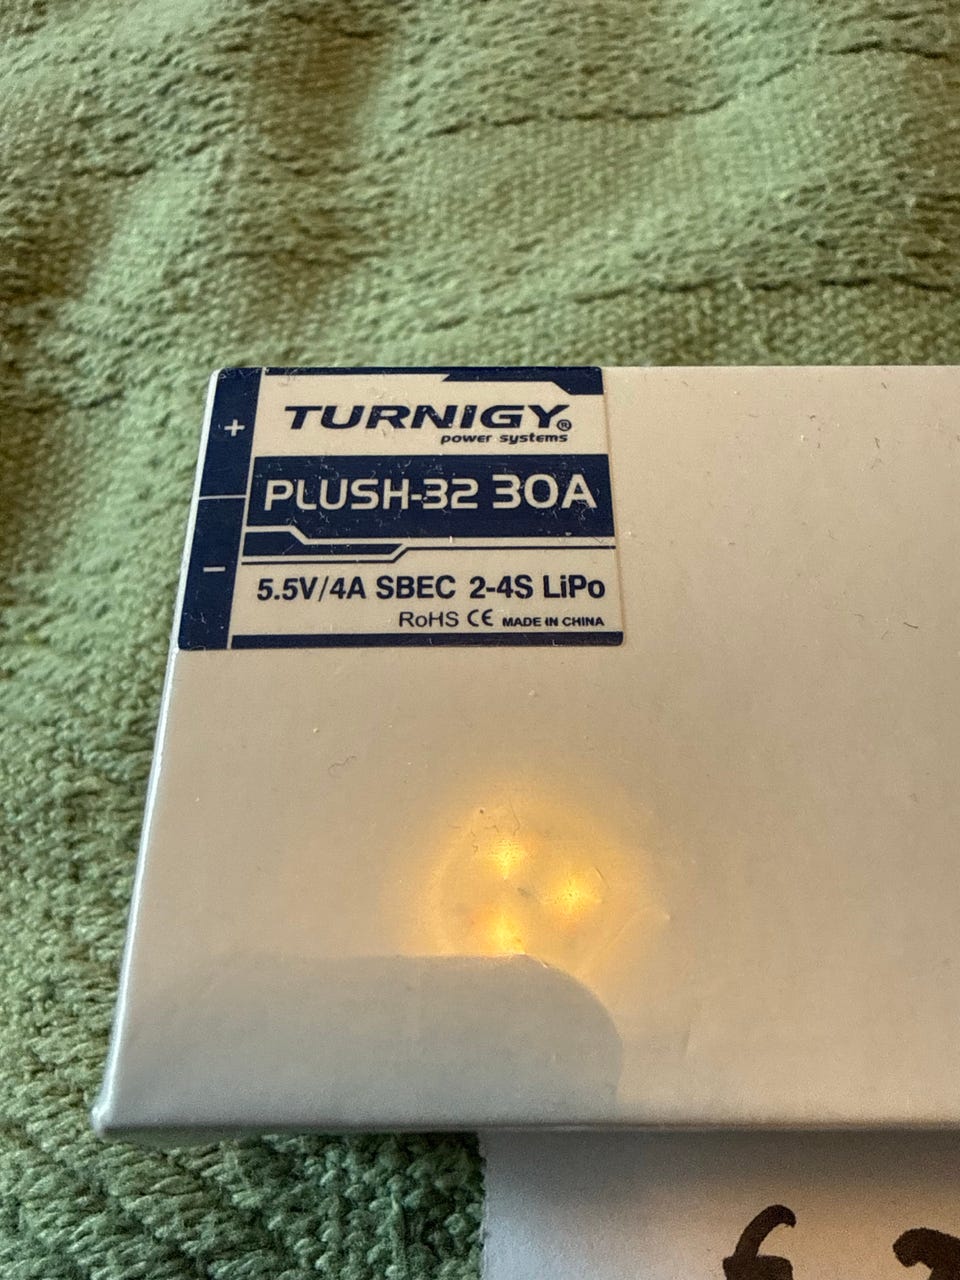 TURNIGY®
power systems
+
PLUSH-32 30A
−
5.5V/4A SBEC 2-4S LiPo
RoHS CE MADE IN CHINA